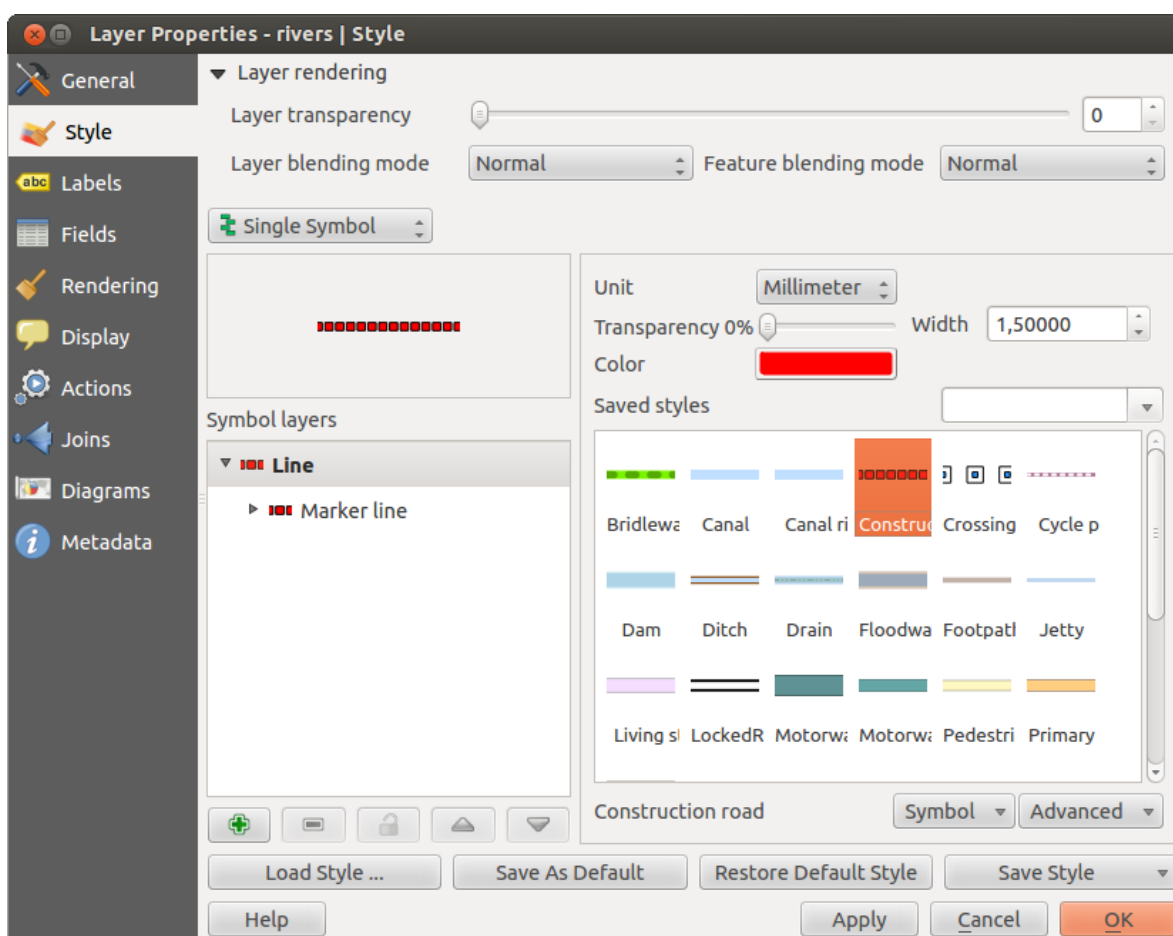 Layer Properties - rivers | Style
General
Style
abc Labels
Fields
Rendering
Display
Actions
Joins
Diagrams
Metadata
Layer rendering
Layer transparency 0
Layer blending mode Normal Feature blending mode Normal
Single Symbol
Unit Millimeter
Transparency 0% Width 1,50000
Color
Saved styles
Symbol layers
Line
Marker line
Bridlewa Canal Canal ri Construc Crossing Cycle p
Dam Ditch Drain Floodwa Footpath Jetty
Living st LockedR Motorwa Motorwa Pedestri Primary
Construction road Symbol Advanced
Load Style ... Save As Default Restore Default Style Save Style
Help Apply Cancel OK